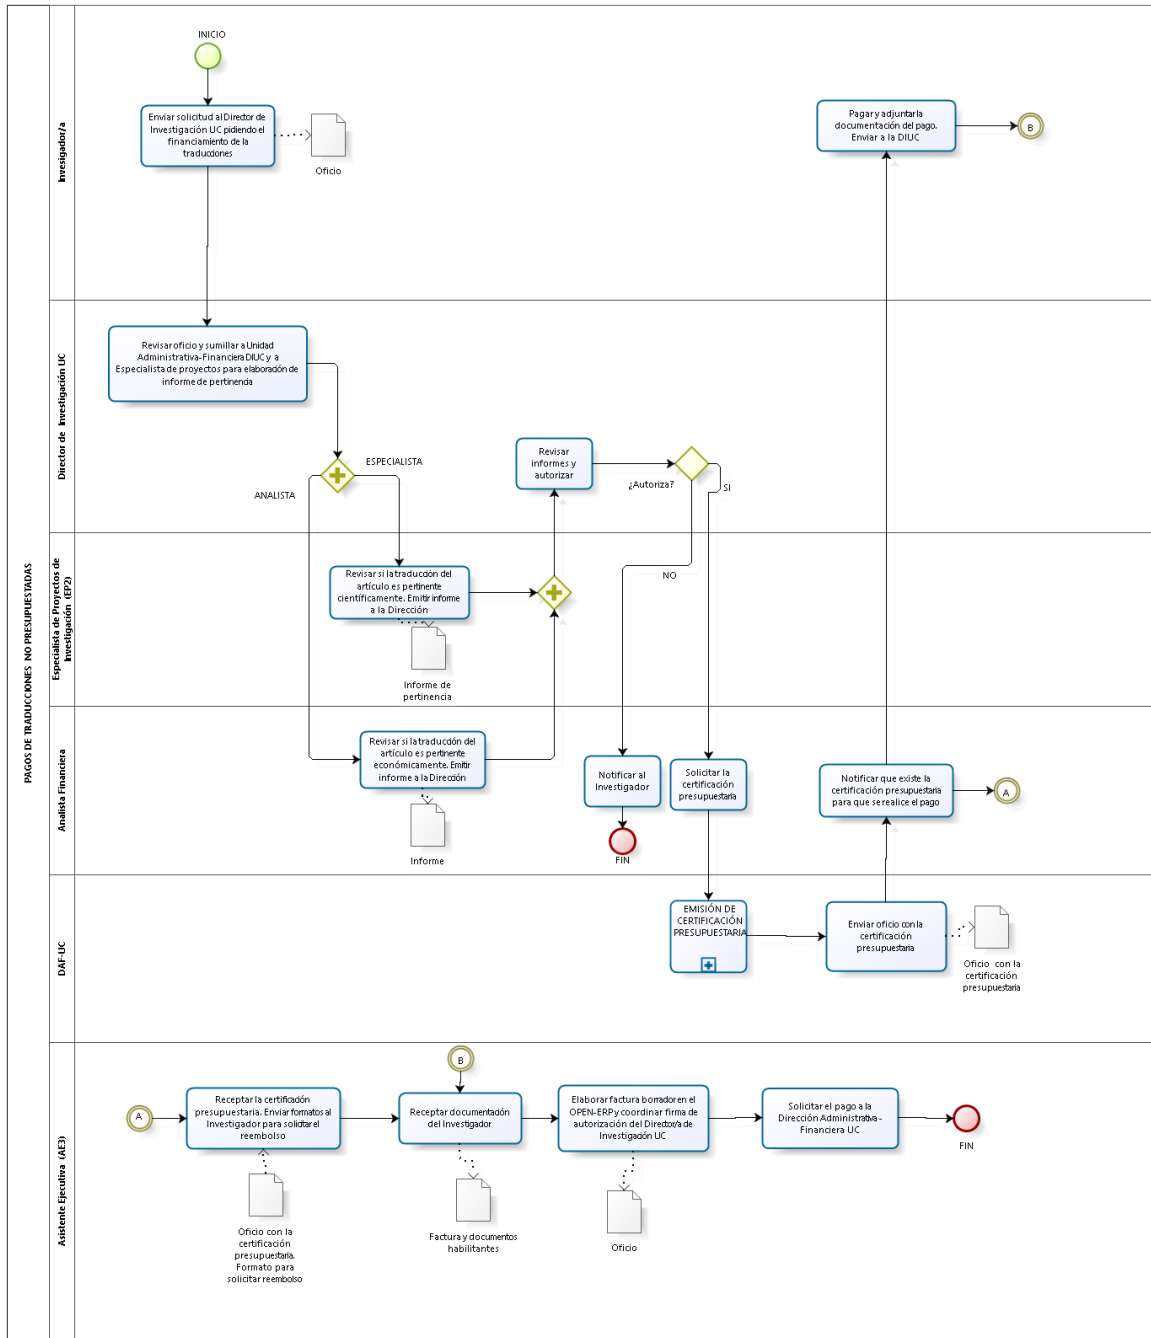 PAGOS DE TRADUCCIONES NO PRESUPUESTADAS
Invesigador/a
INICIO
Enviar solicitud al Director de
Investigación UC pidiendo el
financiamiento de la
traducciones
Oficio
Pagar y adjuntar la
documentación del pago.
Enviar a la DIUC
B
Director de Investigación UC
Revisar oficio y sumillar a Unidad
Administrativa-Financiera DIUC y a
Especialista de proyectos para elaboración de
informe de pertinencia
ESPECIALISTA
ANALISTA
Revisar
informes y
autorizar
¿Autoriza?
SI
NO
Especialista de Proyectos de
Investigación (EP2)
Revisar si la traducción del
artículo es pertinente
científicamente. Emitir informe
a la Dirección
Informe de
pertinencia
Analista Financiera
Revisar si la traducción del
artículo es pertinente
económicamente. Emitir
informe a la Dirección
Informe
Notificar al
Investigador
FIN
Solicitar la
certificación
presupuestaria
Notificar que existe la
certificación presupuestaria
para que se realice el pago
A
DAF-UC
EMISIÓN DE
CERTIFICACIÓN
PRESUPUESTARIA
Enviar oficio con la
certificación
presupuestaria
Oficio con la
certificación
presupuestaria
Asistente Ejecutiva (AE3)
A
Receptar la certificación
presupuestaria. Enviar formatos al
Investigador para solicitar el
reembolso
Oficio con la
certificación
presupuestaria.
Formato para
solicitar reembolso
B
Receptar documentación
del Investigador
Factura y documentos
habilitantes
Elaborar factura borrador en el
OPEN-ERP y coordinar firma de
autorización del Director/a de
Investigación UC
Oficio
Solicitar el pago a la
Dirección Administrativa -
Financiera UC
FIN